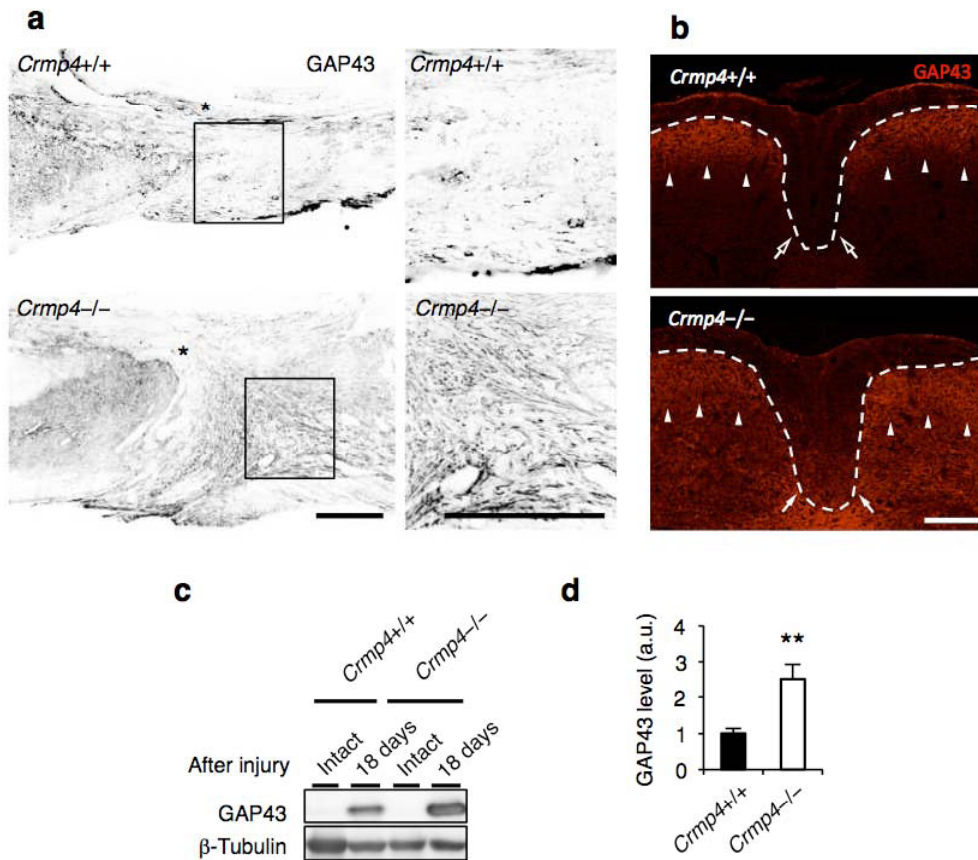 a
Crmp4+/+
GAP43
*
Crmp4+/+
Crmp4–/–
*
Crmp4–/–
b
Crmp4+/+
GAP43
Crmp4–/–
c
Crmp4+/+
Crmp4–/–
After injury
Intact
18 days
Intact
18 days
GAP43
β-Tubulin
d
GAP43 level (a.u.)
4
3
2
1
0
**
Crmp4+/+
Crmp4–/–